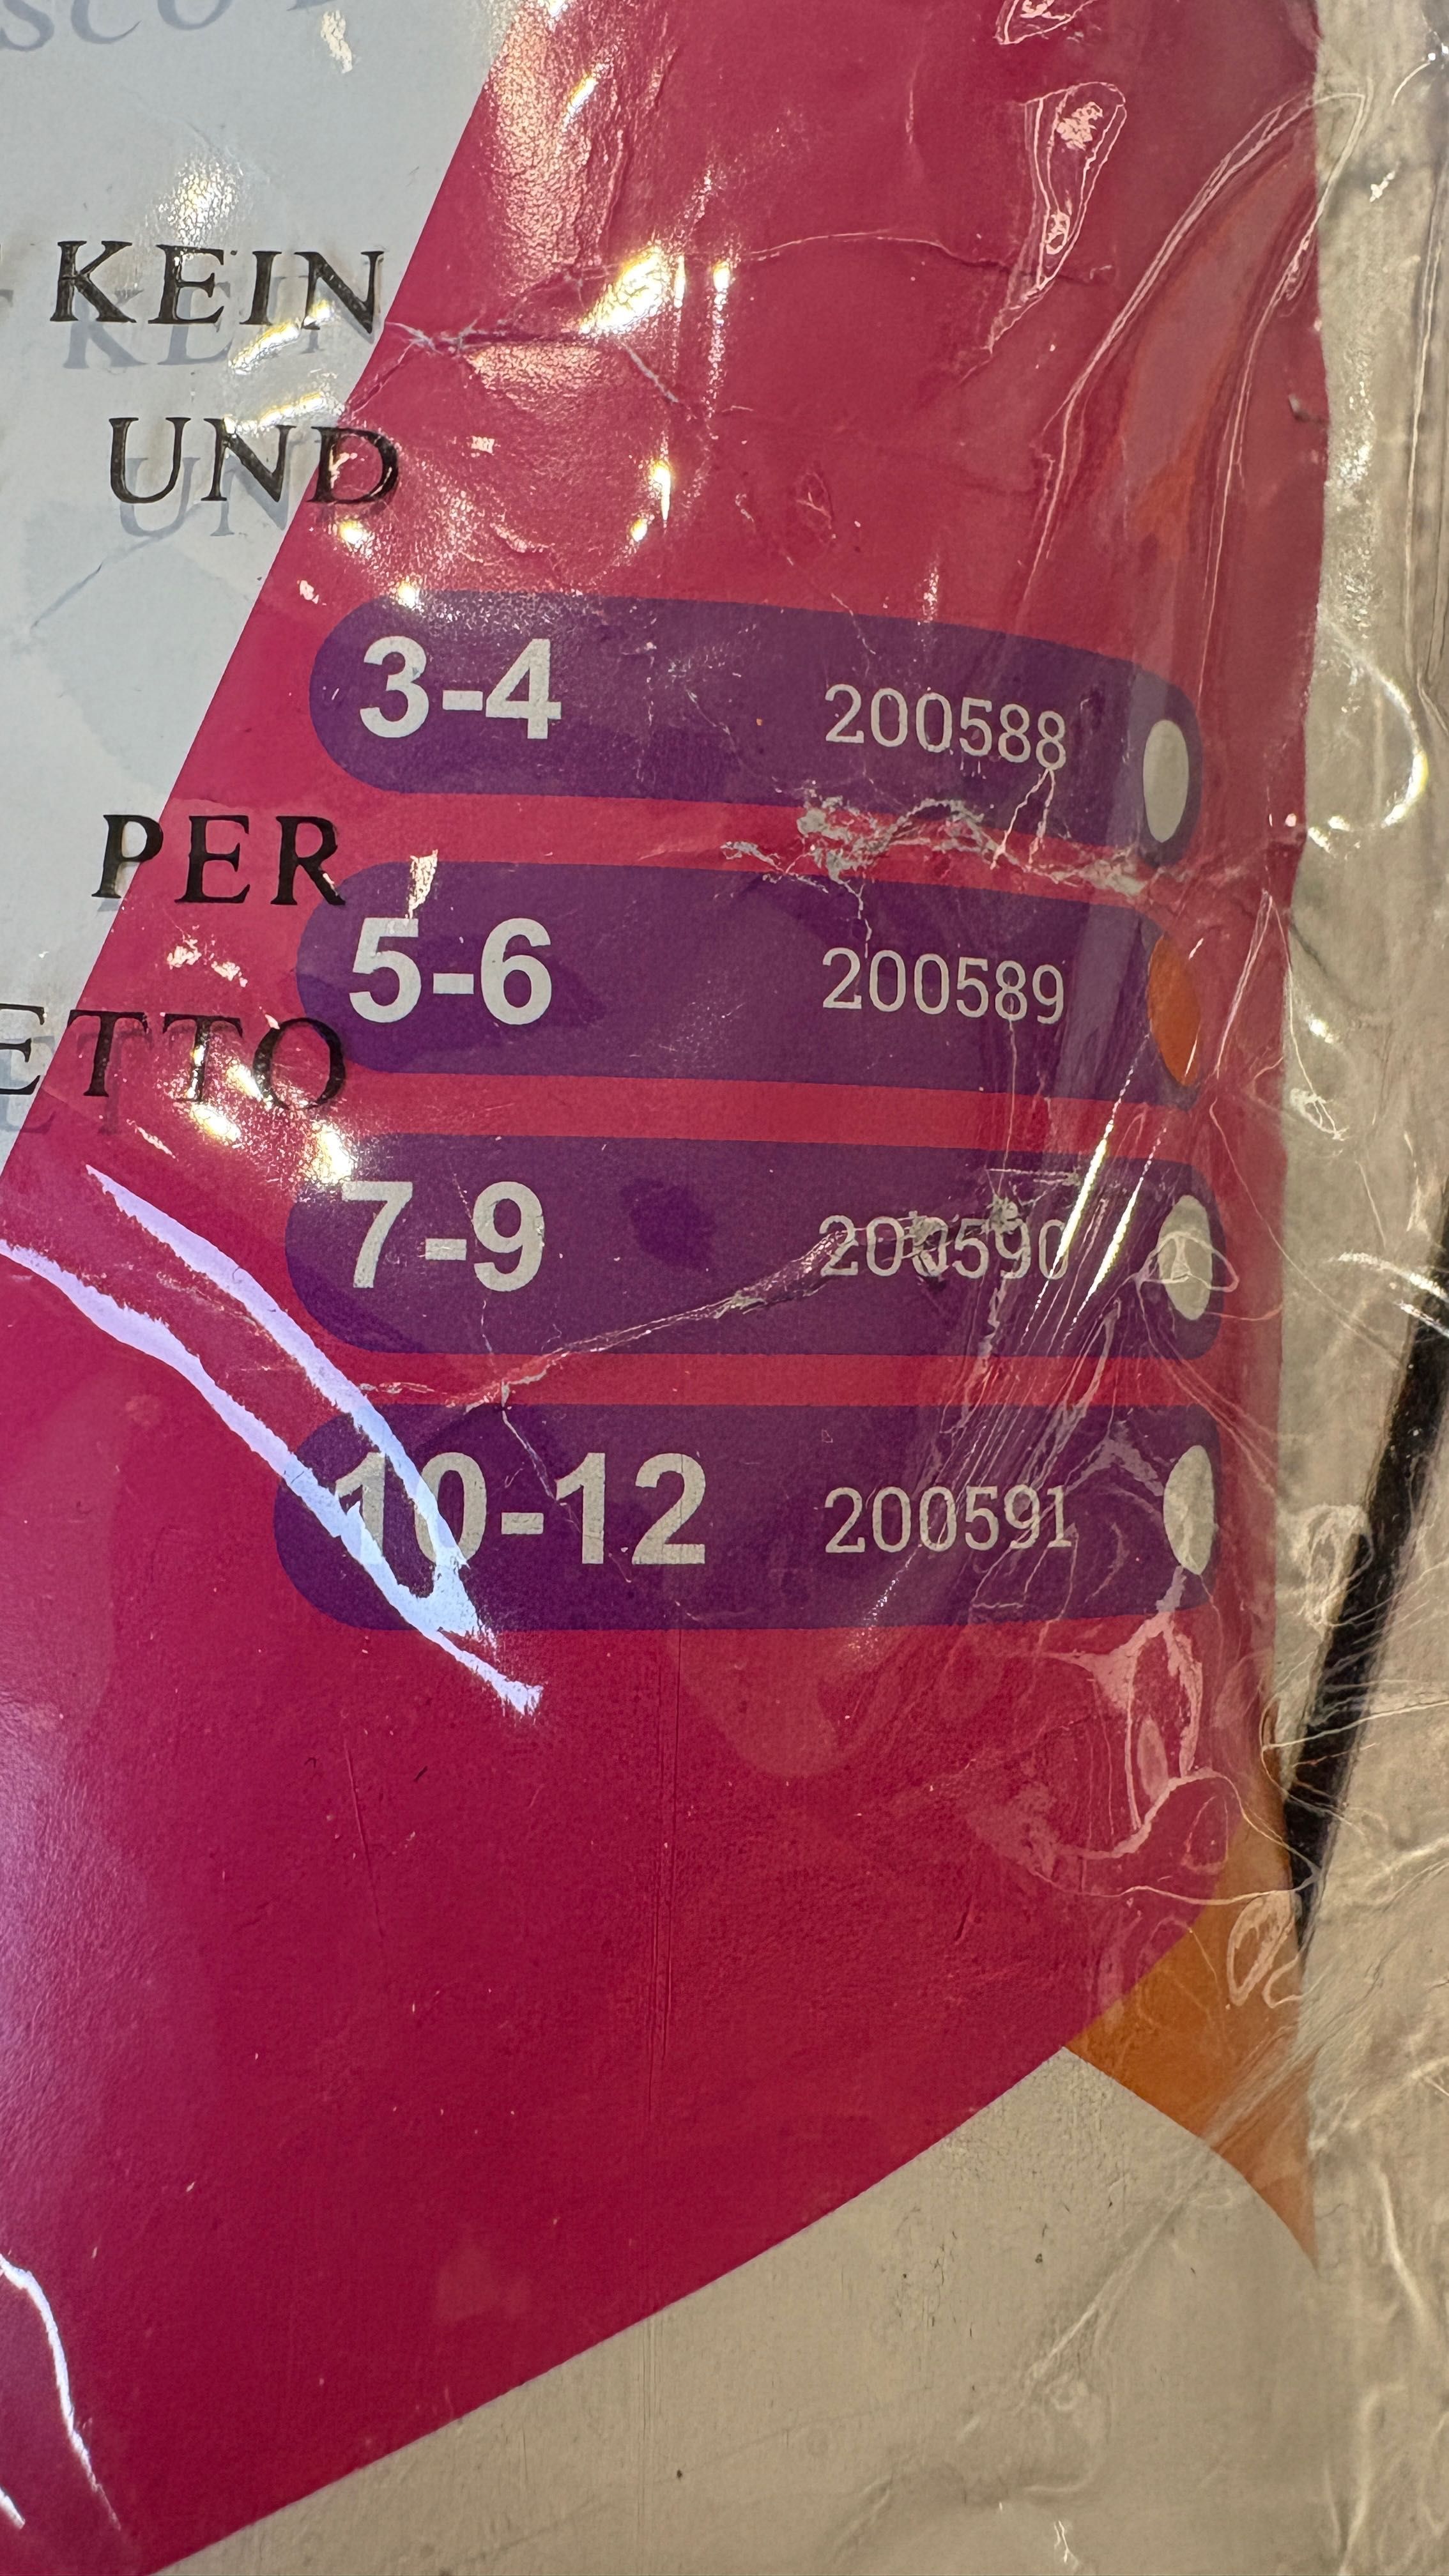 KEIN
UND
3-4 200588
PER
5-6 200589
ETTO
7-9 200590
10-12 200591